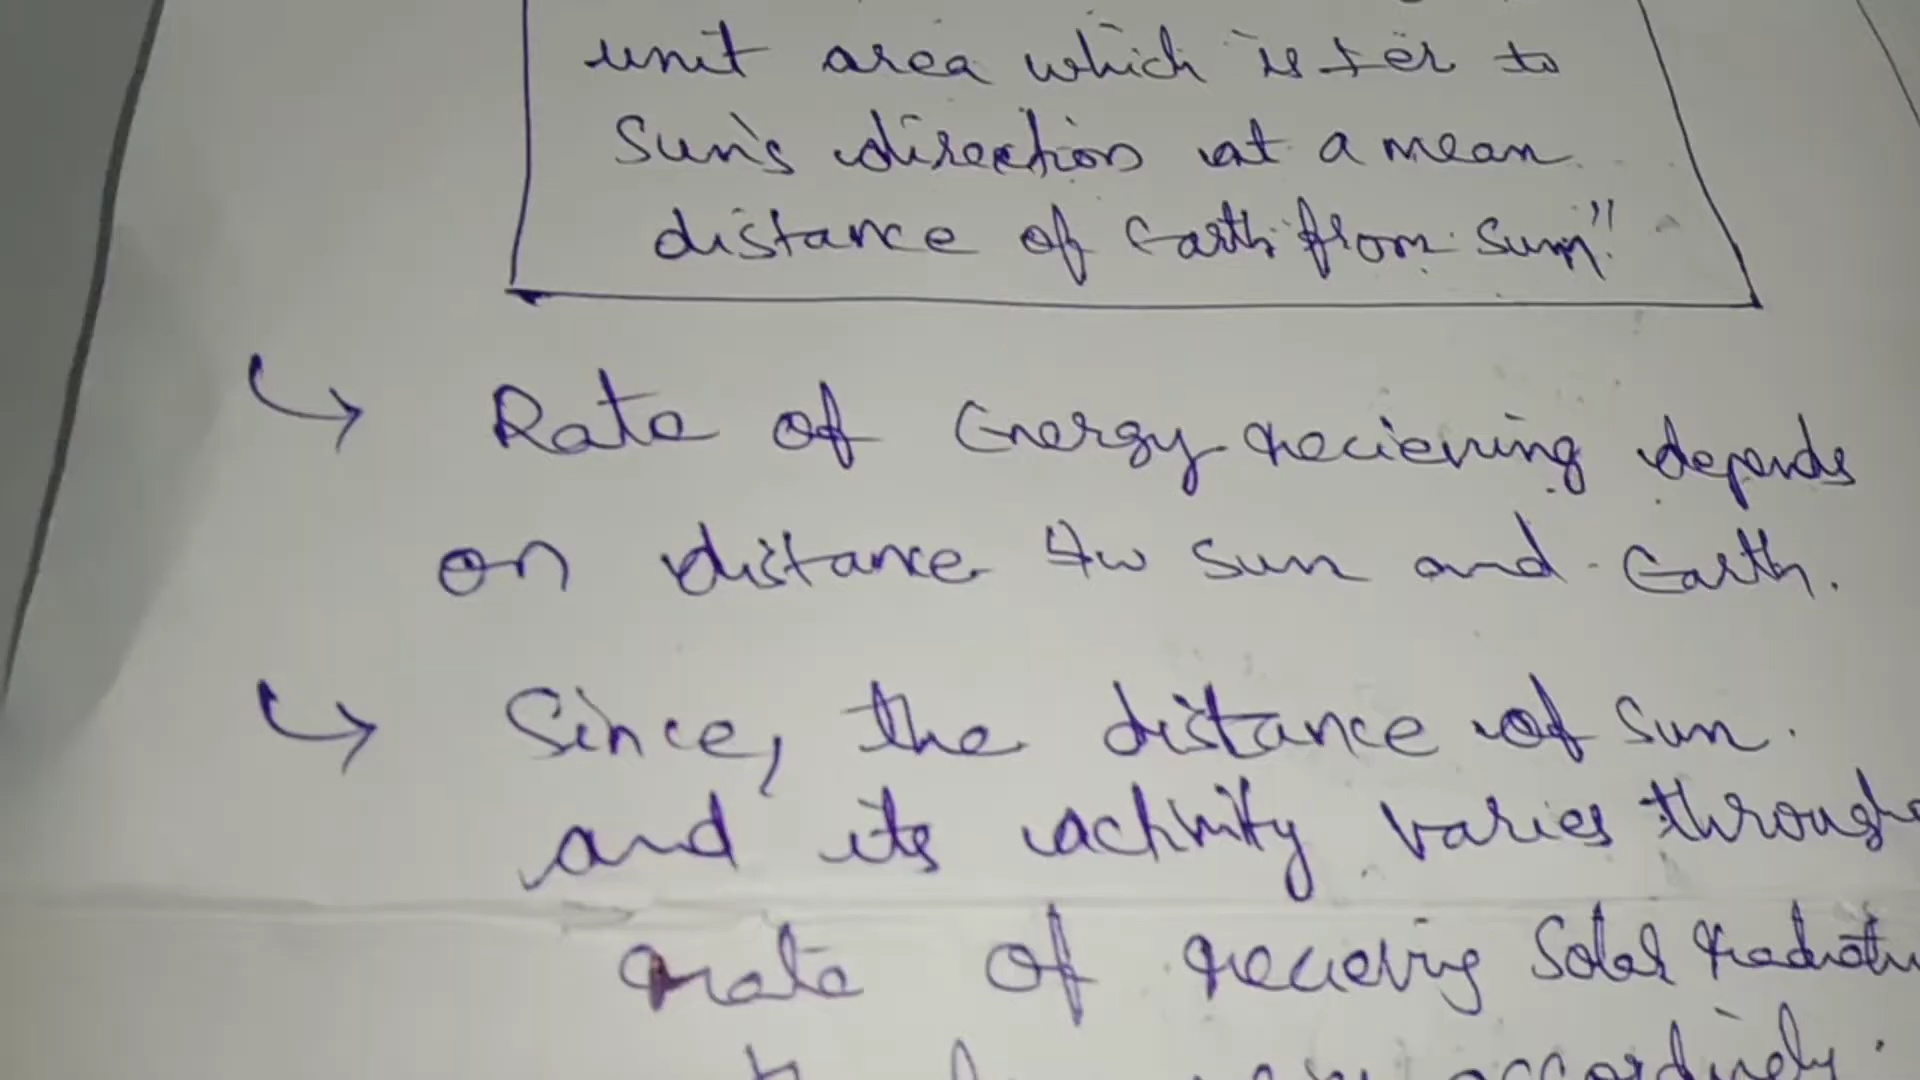 unit area which is ⊥er to
Sun's direction at a mean
distance of Earth from Sun"
↳ Rate of Energy recieving depends
on distance b/w Sun and Earth.
↳ Since, the distance of Sun
and its activity varies through
rate of recieving Solar radiation
accordingly.